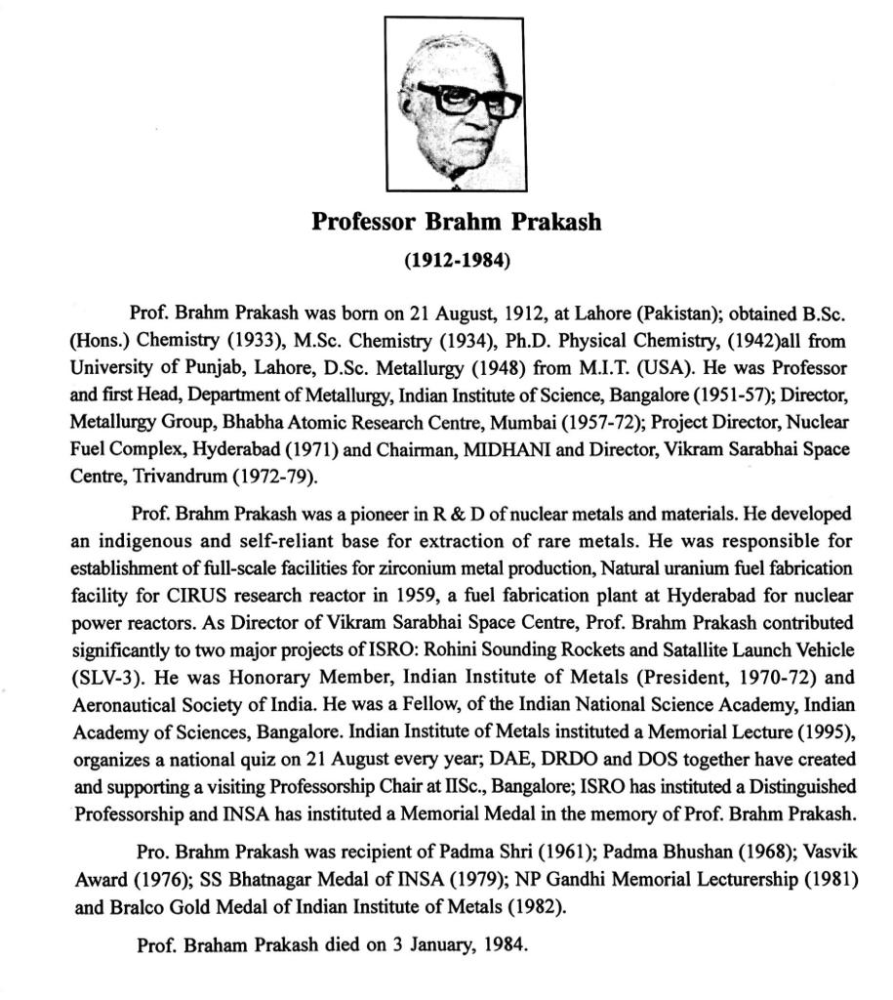 Professor Brahm Prakash
(1912-1984)
Prof. Brahm Prakash was born on 21 August, 1912, at Lahore (Pakistan); obtained B.Sc.
(Hons.) Chemistry (1933), M.Sc. Chemistry (1934), Ph.D. Physical Chemistry, (1942)all from
University of Punjab, Lahore, D.Sc. Metallurgy (1948) from M.I.T. (USA). He was Professor
and first Head, Department of Metallurgy, Indian Institute of Science, Bangalore (1951-57); Director,
Metallurgy Group, Bhabha Atomic Research Centre, Mumbai (1957-72); Project Director, Nuclear
Fuel Complex, Hyderabad (1971) and Chairman, MIDHANI and Director, Vikram Sarabhai Space
Centre, Trivandrum (1972-79).
Prof. Brahm Prakash was a pioneer in R & D of nuclear metals and materials. He developed
an indigenous and self-reliant base for extraction of rare metals. He was responsible for
establishment of full-scale facilities for zirconium metal production, Natural uranium fuel fabrication
facility for CIRUS research reactor in 1959, a fuel fabrication plant at Hyderabad for nuclear
power reactors. As Director of Vikram Sarabhai Space Centre, Prof. Brahm Prakash contributed
significantly to two major projects of ISRO: Rohini Sounding Rockets and Satallite Launch Vehicle
(SLV-3). He was Honorary Member, Indian Institute of Metals (President, 1970-72) and
Aeronautical Society of India. He was a Fellow, of the Indian National Science Academy, Indian
Academy of Sciences, Bangalore. Indian Institute of Metals instituted a Memorial Lecture (1995),
organizes a national quiz on 21 August every year; DAE, DRDO and DOS together have created
and supporting a visiting Professorship Chair at IISc., Bangalore; ISRO has instituted a Distinguished
Professorship and INSA has instituted a Memorial Medal in the memory of Prof. Brahm Prakash.
Pro. Brahm Prakash was recipient of Padma Shri (1961); Padma Bhushan (1968); Vasvik
Award (1976); SS Bhatnagar Medal of INSA (1979); NP Gandhi Memorial Lecturership (1981)
and Bralco Gold Medal of Indian Institute of Metals (1982).
Prof. Braham Prakash died on 3 January, 1984.